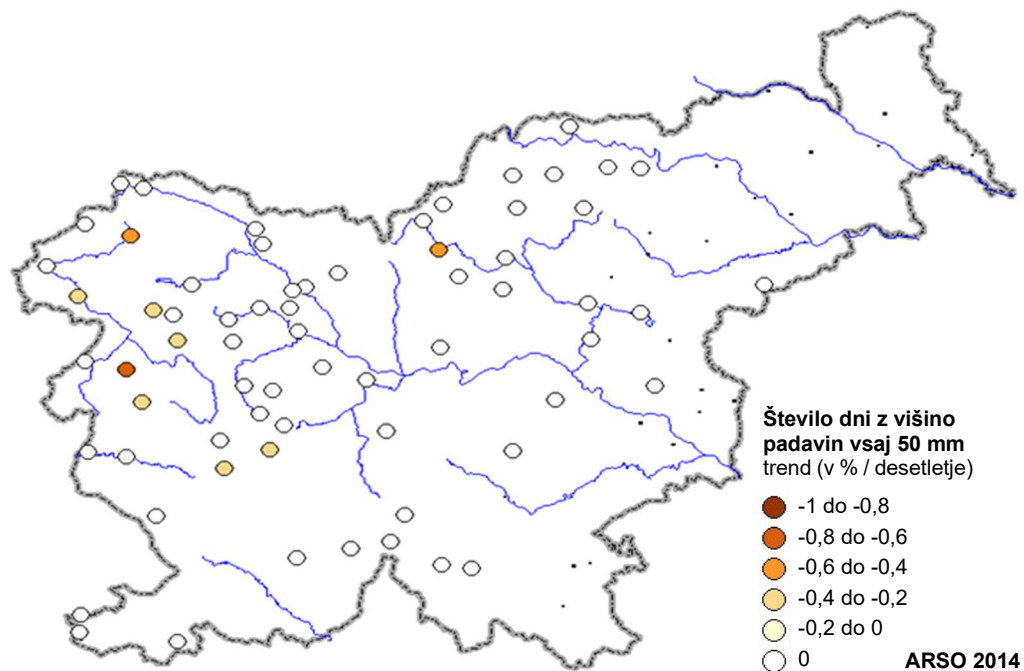 Število dni z višino
padavin vsaj 50 mm
trend (v % / desetletje)
-1 do -0,8
-0,8 do -0,6
-0,6 do -0,4
-0,4 do -0,2
-0,2 do 0
0
ARSO 2014